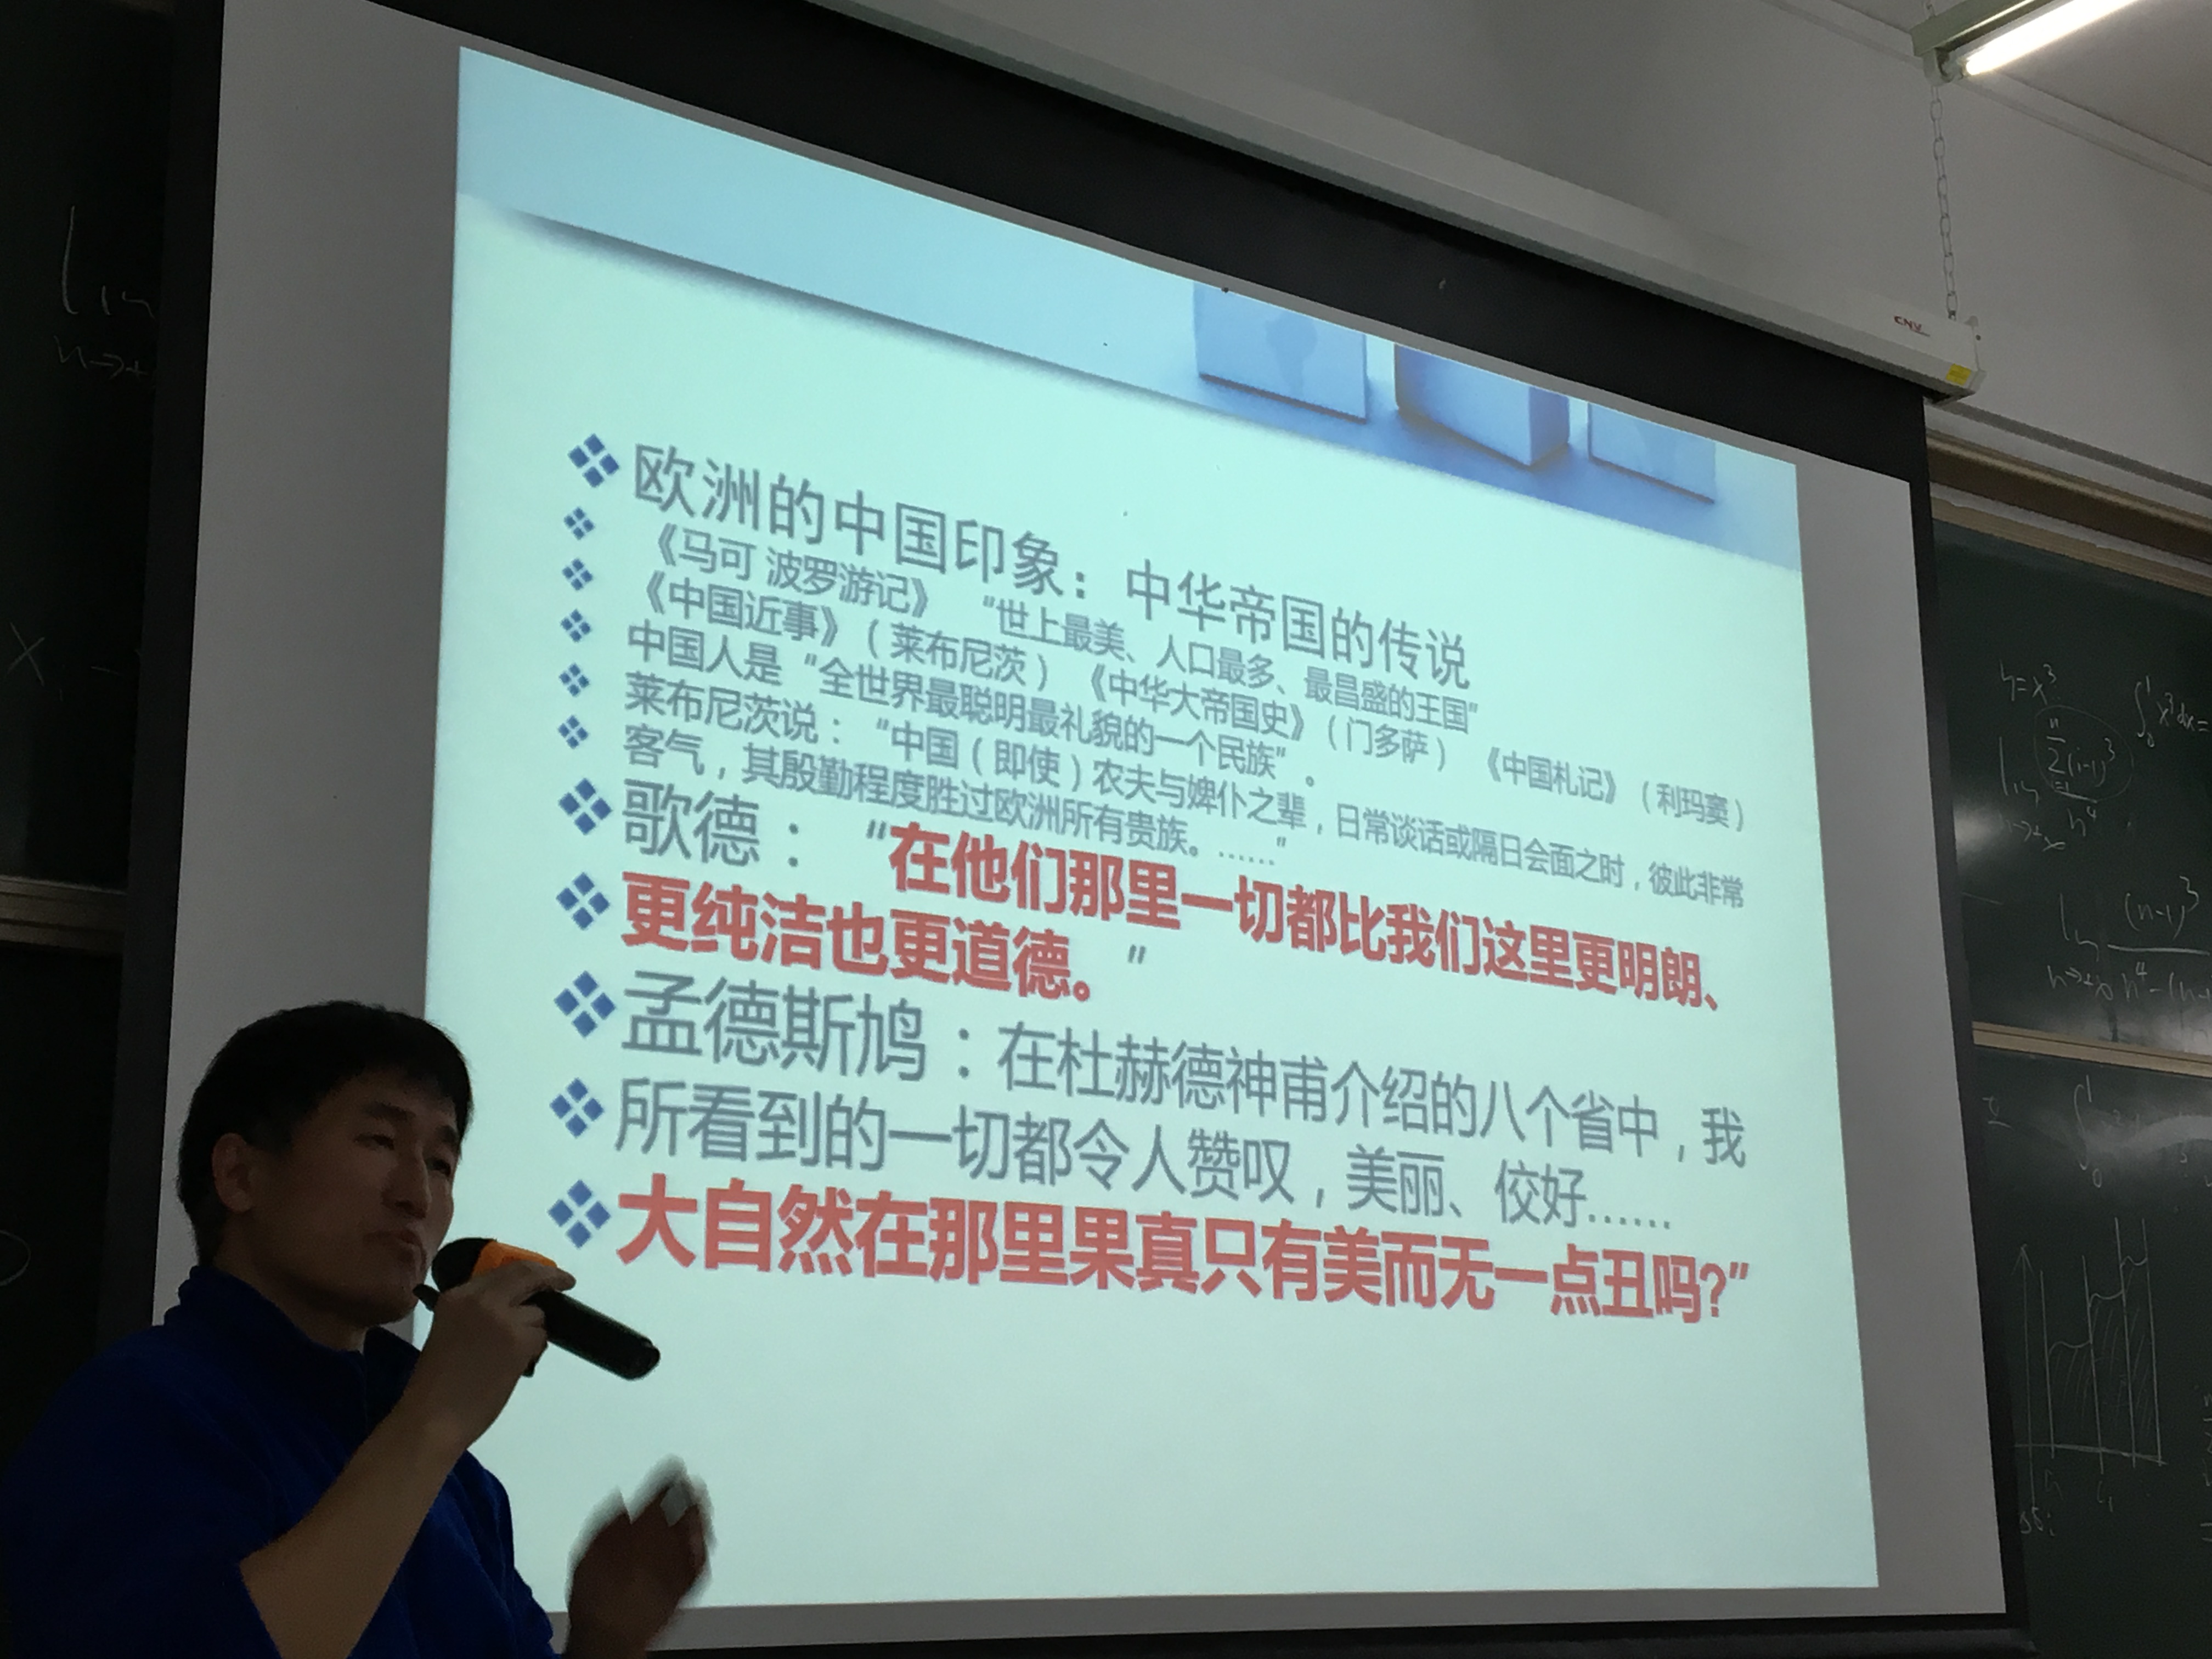 欧洲的中国印象：中华帝国的传说
《马可 波罗游记》 “世上最美、人口最多、最昌盛的王国”
《中国近事》（莱布尼茨） 《中华大帝国史》（门多萨） 《中国札记》（利玛窦）
中国人是“全世界最聪明最礼貌的一个民族”。
莱布尼茨说：“中国（即使）农夫与婢仆之辈，日常谈话或隔日会面之时，彼此非常
客气，其殷勤程度胜过欧洲所有贵族。……”
歌德：“在他们那里一切都比我们这里更明朗、
更纯洁也更道德。”
孟德斯鸠：在杜赫德神甫介绍的八个省中，我
所看到的一切都令人赞叹，美丽、佼好……
大自然在那里果真只有美而无一点丑吗?”
CNV
lim
n→+
y=x³
∫₀¹ x³dx=
(n-1)³